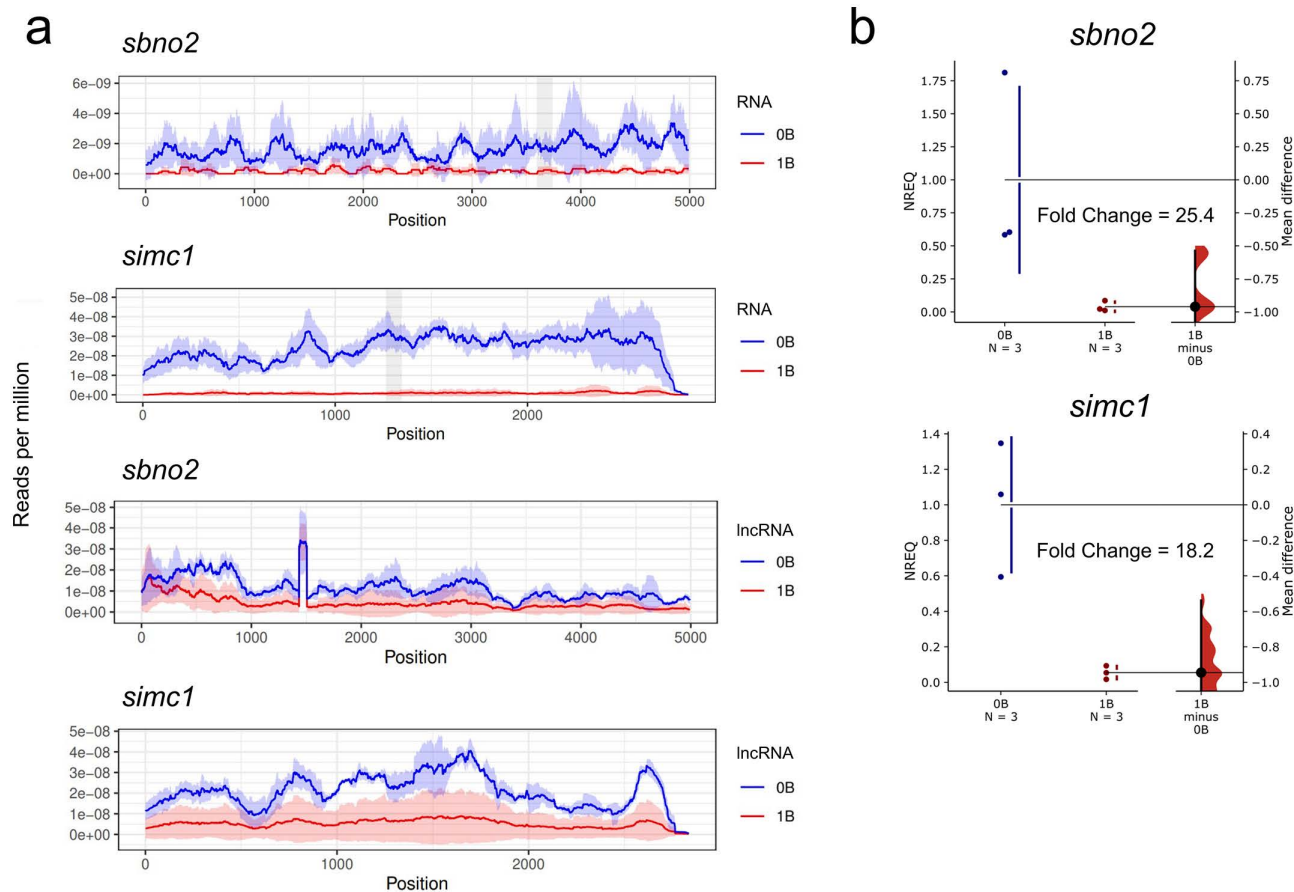 a
sbno2
6e−09
4e−09
2e−09
0e+00
0 1000 2000 3000 4000 5000
Position
RNA
0B
1B
simc1
5e−08
4e−08
3e−08
2e−08
1e−08
0e+00
0 1000 2000
Position
RNA
0B
1B
Reads per million
sbno2
5e−08
4e−08
3e−08
2e−08
1e−08
0e+00
0 1000 2000 3000 4000 5000
Position
lncRNA
0B
1B
simc1
5e−08
4e−08
3e−08
2e−08
1e−08
0e+00
0 1000 2000
Position
lncRNA
0B
1B
b
sbno2
NREQ
1.75
1.50
1.25
1.00
0.75
0.50
0.25
0.00
Fold Change = 25.4
0.75
0.50
0.25
0.00
−0.25
−0.50
−0.75
−1.00
Mean difference
0B
N = 3
1B
N = 3
1B
minus
0B
simc1
NREQ
1.4
1.2
1.0
0.8
0.6
0.4
0.2
0.0
Fold Change = 18.2
0.4
0.2
0.0
−0.2
−0.4
−0.6
−0.8
−1.0
Mean difference
0B
N = 3
1B
N = 3
1B
minus
0B